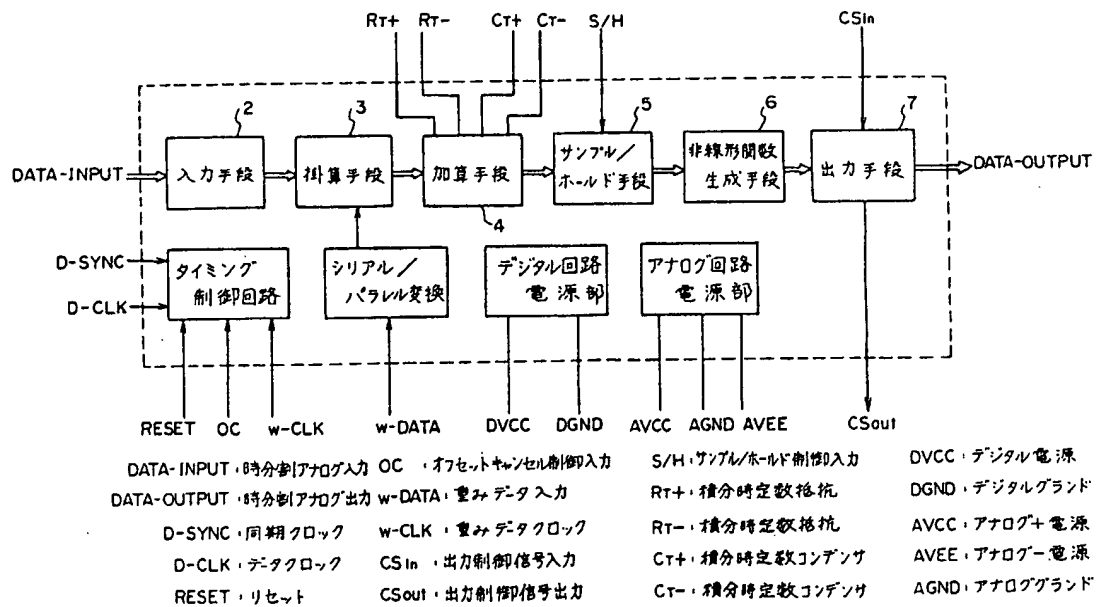 RT+ RT- CT+ CT- S/H CSin
2 3 5 6 7
DATA-INPUT
入力手段
掛算手段
加算手段
4
サンプル/
ホールド手段
非線形関数
生成手段
出力手段
DATA-OUTPUT
D-SYNC
D-CLK
タイミング
制御回路
シリアル/
パラレル変換
デジタル回路
電源部
アナログ回路
電源部
RESET OC W-CLK W-DATA DVCC DGND AVCC AGND AVEE CSout
DATA-INPUT:時分割アナログ入力 OC :オフセットキャンセル制御入力 S/H:サンプル/ホールド制御入力 DVCC:デジタル電源
DATA-OUTPUT:時分割アナログ出力 W-DATA:重みデータ入力 RT+:積分時定数抵抗 DGND:デジタルグランド
D-SYNC:同期クロック W-CLK:重みデータクロック RT-:積分時定数抵抗 AVCC:アナログ+電源
D-CLK:データクロック CSin :出力制御信号入力 CT+:積分時定数コンデンサ AVEE:アナログ-電源
RESET:リセット CSout:出力制御信号出力 CT-:積分時定数コンデンサ AGND:アナロググランド